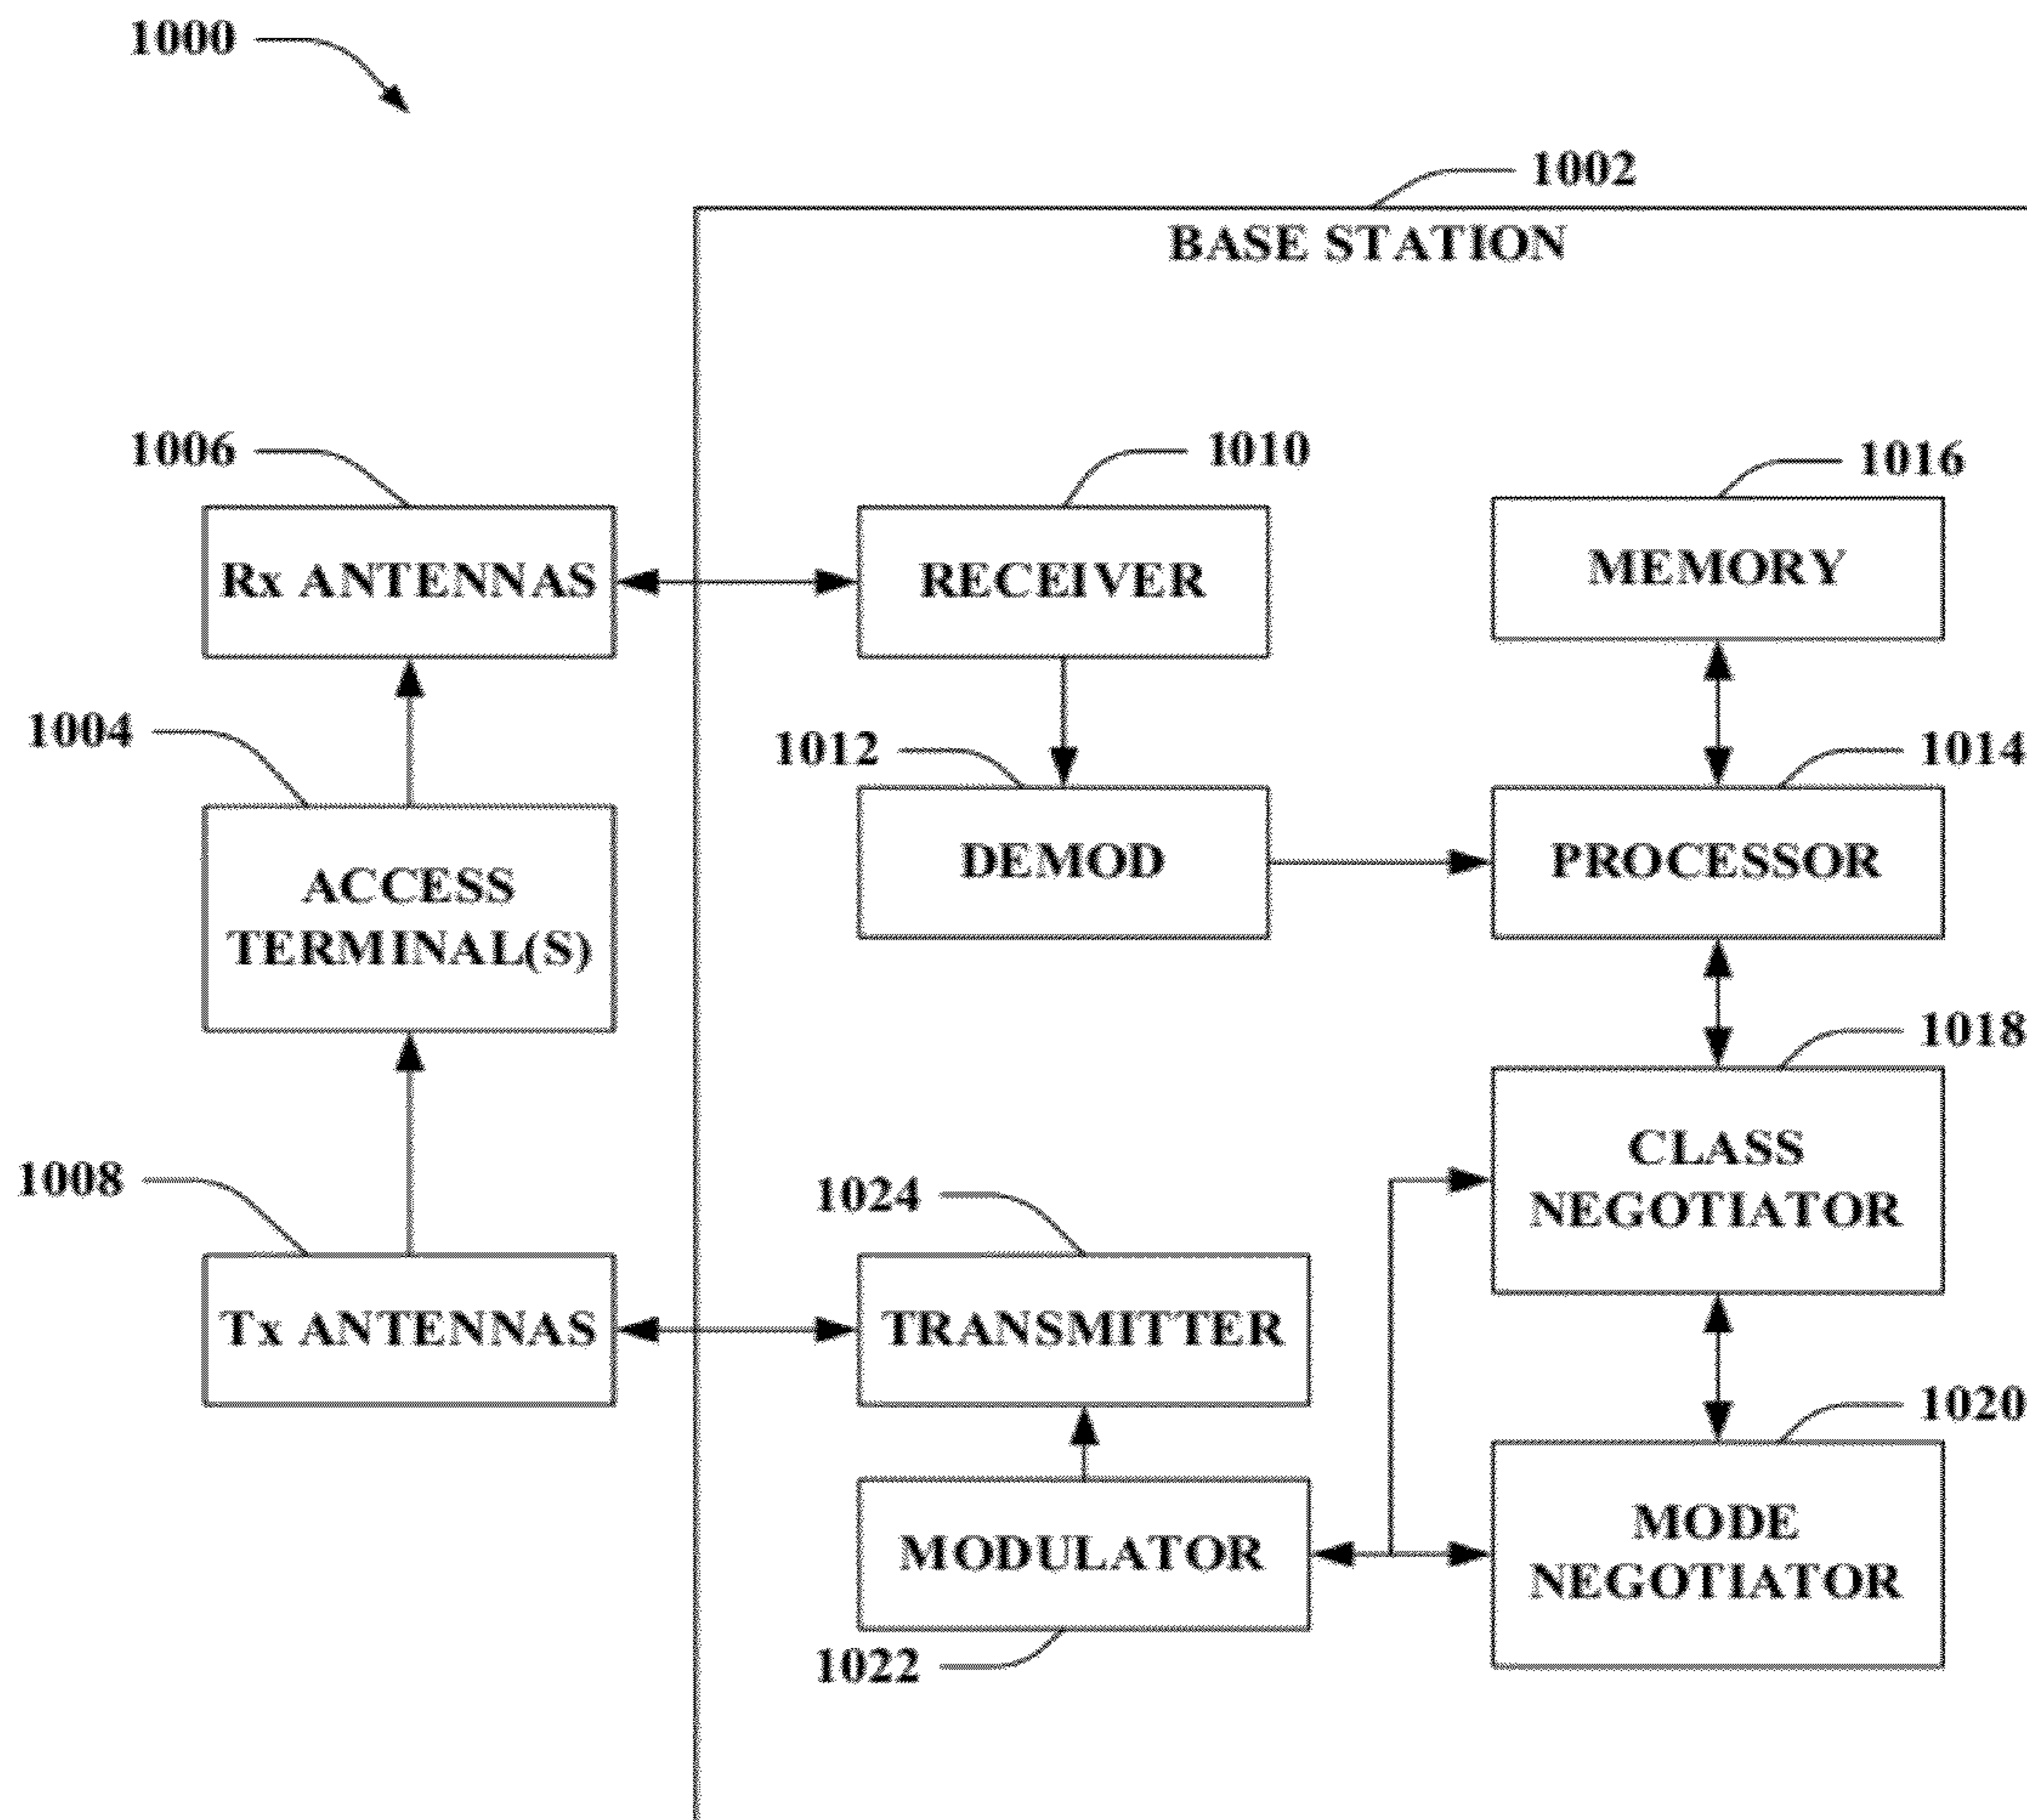 1000
1002
BASE STATION
1006
1010
1016
Rx ANTENNAS
RECEIVER
MEMORY
1004
1012
1014
ACCESS
TERMINAL(S)
DEMOD
PROCESSOR
1018
1008
1024
CLASS
NEGOTIATOR
Tx ANTENNAS
TRANSMITTER
1020
MODULATOR
MODE
NEGOTIATOR
1022